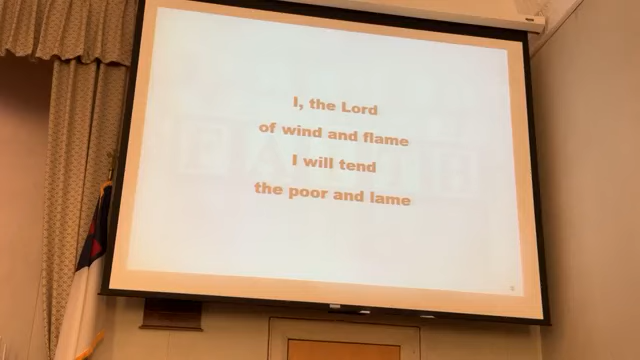 I, the Lord
of wind and flame
I will tend
the poor and lame